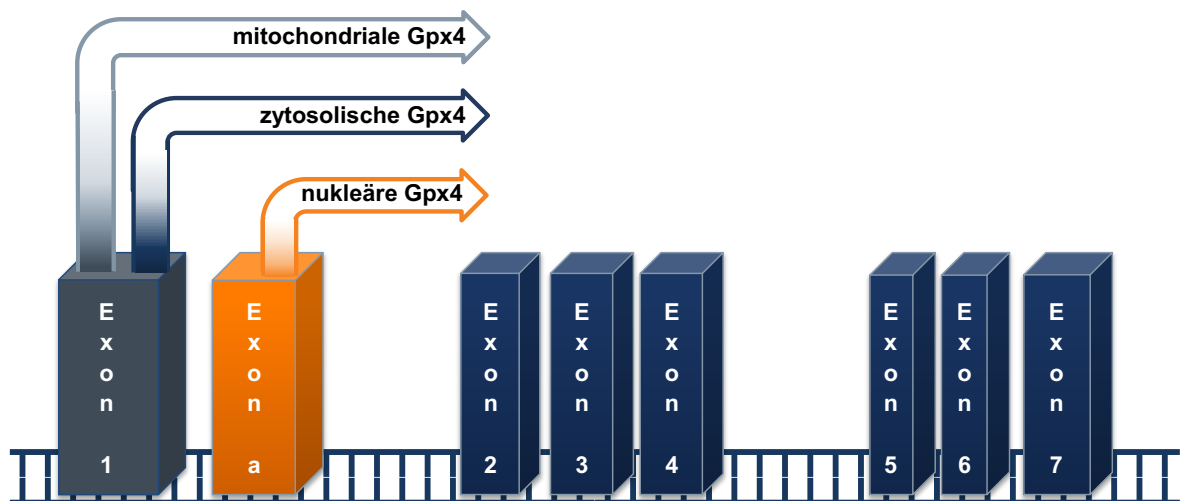 mitochondriale Gpx4
zytosolische Gpx4
nukleäre Gpx4
Exon 1
Exon a
Exon 2
Exon 3
Exon 4
Exon 5
Exon 6
Exon 7